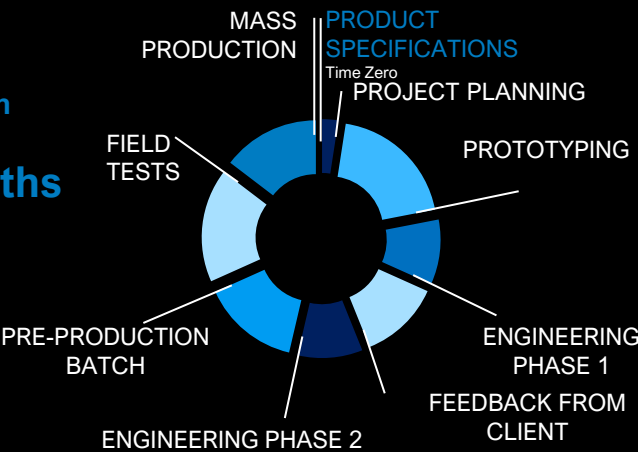 MASS
PRODUCTION
PRODUCT
SPECIFICATIONS
Time Zero
PROJECT PLANNING
PROTOTYPING
ENGINEERING
PHASE 1
FEEDBACK FROM
CLIENT
ENGINEERING PHASE 2
PRE-PRODUCTION
BATCH
FIELD
TESTS